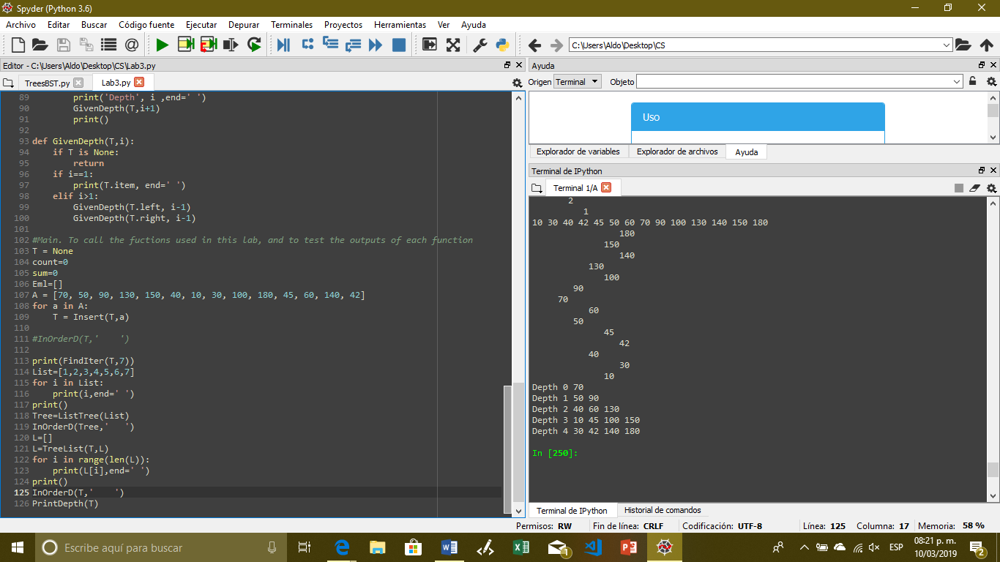 Spyder (Python 3.6)
Archivo Editar Buscar Código fuente Ejecutar Depurar Terminales Proyectos Herramientas Ver Ayuda
C:\Users\Aldo\Desktop\CS
Editor - C:\Users\Aldo\Desktop\CS\Lab3.py
TreesBST.py Lab3.py
89         print('Depth', i ,end=' ')
90         GivenDepth(T,i+1)
91         print()
92
93 def GivenDepth(T,i):
94     if T is None:
95         return
96     if i==1:
97         print(T.item, end=' ')
98     elif i>1:
99         GivenDepth(T.left, i-1)
100         GivenDepth(T.right, i-1)
101
102 #Main. To call the fuctions used in this lab, and to test the outputs of each function
103 T = None
104 count=0
105 sum=0
106 Eml=[]
107 A = [70, 50, 90, 130, 150, 40, 10, 30, 100, 180, 45, 60, 140, 42]
108 for a in A:
109     T = Insert(T,a)
110
111 #InOrderD(T,'    ')
112
113 print(FindIter(T,7))
114 List=[1,2,3,4,5,6,7]
115 for i in List:
116     print(i,end=' ')
117 print()
118 Tree=ListTree(List)
119 InOrderD(Tree,'   ')
120 L=[]
121 L=TreeList(T,L)
122 for i in range(len(L)):
123     print(L[i],end=' ')
124 print()
125 InOrderD(T,'    ')
126 PrintDepth(T)
Ayuda
Origen Terminal Objeto
Uso
Explorador de variables Explorador de archivos Ayuda
Terminal de IPython
Terminal 1/A
2
1
10 30 40 42 45 50 60 70 90 100 130 140 150 180
180
150
140
130
100
90
70
60
50
45
42
40
30
10
Depth 0 70
Depth 1 50 90
Depth 2 40 60 130
Depth 3 10 45 100 150
Depth 4 30 42 140 180
In [250]:
Terminal de IPython Historial de comandos
Permisos: RW Fin de línea: CRLF Codificación: UTF-8 Línea: 125 Columna: 17 Memoria: 58 %
Escribe aquí para buscar
1
ESP
08:21 p. m.
10/03/2019
2